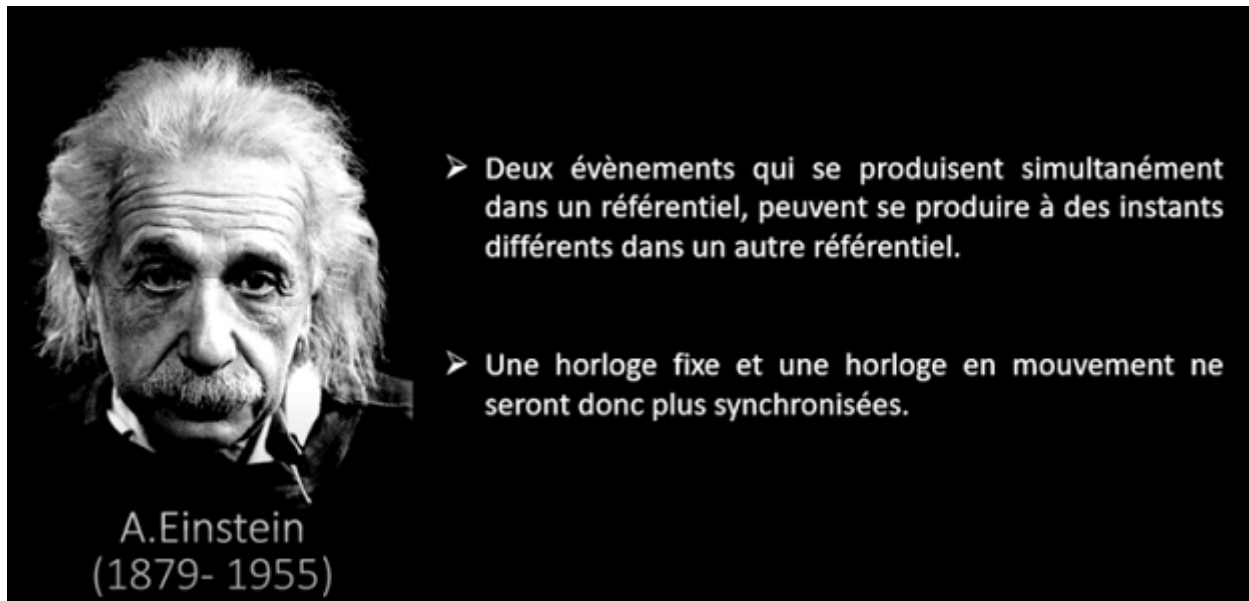 ➢ Deux évènements qui se produisent simultanément
dans un référentiel, peuvent se produire à des instants
différents dans un autre référentiel.
➢ Une horloge fixe et une horloge en mouvement ne
seront donc plus synchronisées.
A.Einstein
(1879- 1955)